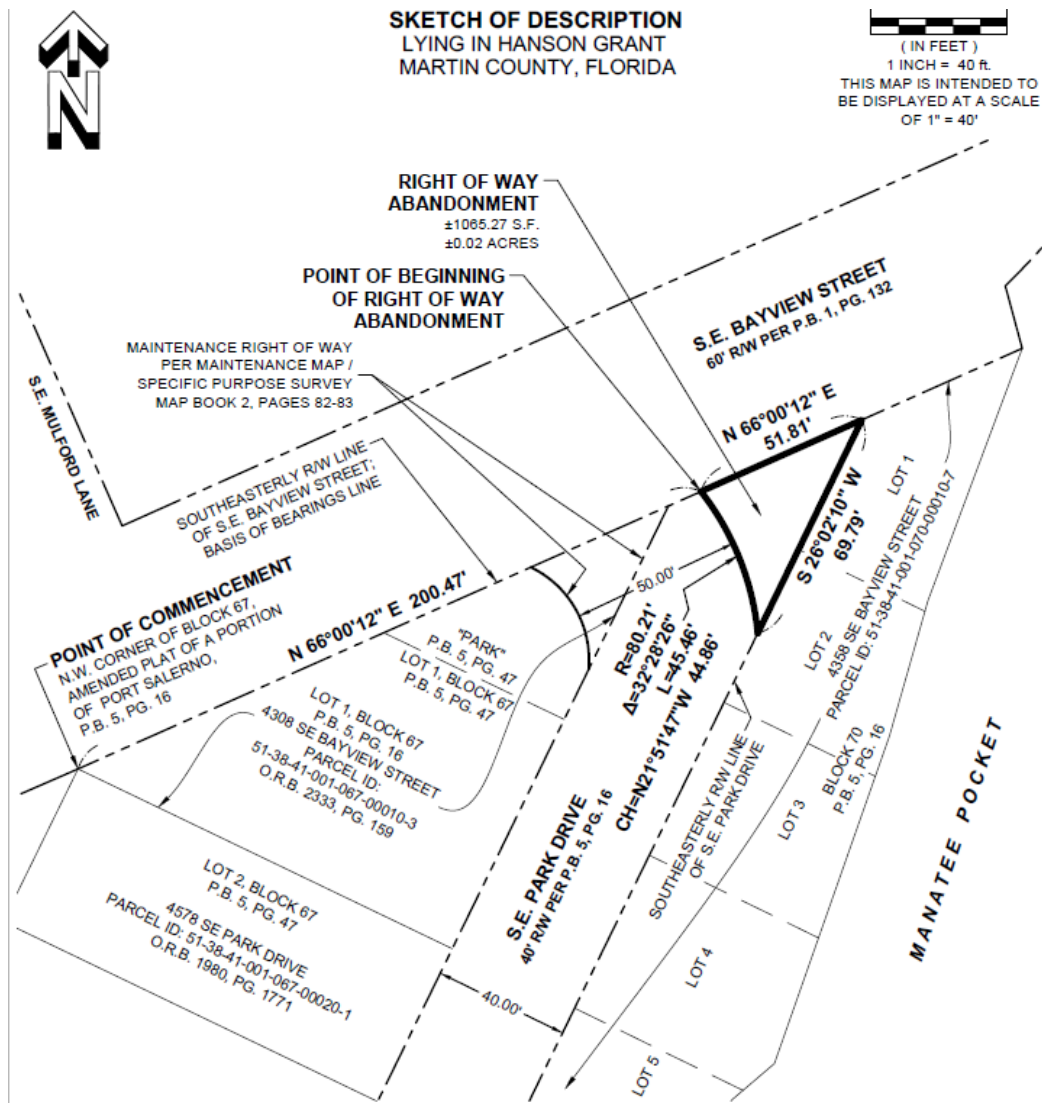 SKETCH OF DESCRIPTION
LYING IN HANSON GRANT
MARTIN COUNTY, FLORIDA
N
( IN FEET )
1 INCH = 40 ft.
THIS MAP IS INTENDED TO
BE DISPLAYED AT A SCALE
OF 1" = 40'
RIGHT OF WAY
ABANDONMENT
±1065.27 S.F.
±0.02 ACRES
POINT OF BEGINNING
OF RIGHT OF WAY
ABANDONMENT
MAINTENANCE RIGHT OF WAY
PER MAINTENANCE MAP /
SPECIFIC PURPOSE SURVEY
MAP BOOK 2, PAGES 82-83
S.E. BAYVIEW STREET
60' R/W PER P.B. 1, PG. 132
S.E. MULFORD LANE
N 66°00'12" E
51.81'
SOUTHEASTERLY R/W LINE
OF S.E. BAYVIEW STREET;
BASIS OF BEARINGS LINE
S 26°02'10" W
69.79'
LOT 1
4358 SE BAYVIEW STREET
PARCEL ID: 51-38-41-001-070-00010-7
LOT 2
POINT OF COMMENCEMENT
N.W. CORNER OF BLOCK 67,
AMENDED PLAT OF A PORTION
OF PORT SALERNO,
P.B. 5, PG. 16
N 66°00'12" E 200.47'
50.00'
R=80.21'
Δ=32°28'26"
L=45.46'
CH=N21°51'47"W 44.86'
"PARK"
P.B. 5, PG. 47
LOT 1, BLOCK 67
P.B. 5, PG. 47
LOT 1, BLOCK 67
P.B. 5, PG. 16
4308 SE BAYVIEW STREET
PARCEL ID:
51-38-41-001-067-00010-3
O.R.B. 2333, PG. 159
S.E. PARK DRIVE
40' R/W PER P.B. 5, PG. 16
SOUTHEASTERLY R/W LINE
OF S.E. PARK DRIVE
BLOCK 70
P.B. 5, PG. 16
LOT 3
MANATEE POCKET
LOT 2, BLOCK 67
P.B. 5, PG. 47
4578 SE PARK DRIVE
PARCEL ID: 51-38-41-001-067-00020-1
O.R.B. 1980, PG. 1771
40.00'
LOT 4
LOT 5